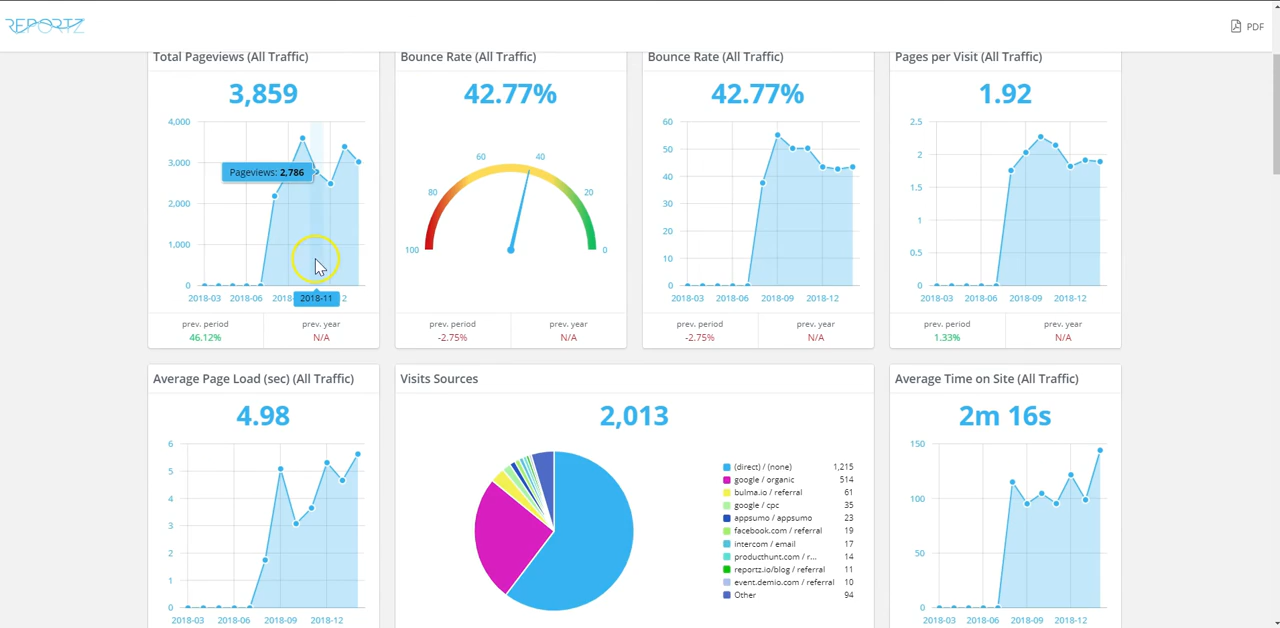 REPORTZ
PDF
Total Pageviews (All Traffic)
3,859
4,000
3,000
2,000
1,000
0
Pageviews: 2,786
2018-03 2018-06 2018- 2
2018-11
prev. period
46.12%
prev. year
N/A
Bounce Rate (All Traffic)
42.77%
100 80 60 40 20 0
prev. period
-2.75%
prev. year
N/A
Bounce Rate (All Traffic)
42.77%
60
50
40
30
20
10
0
2018-03 2018-06 2018-09 2018-12
prev. period
-2.75%
prev. year
N/A
Pages per Visit (All Traffic)
1.92
2.5
2
1.5
1
0.5
0
2018-03 2018-06 2018-09 2018-12
prev. period
1.33%
prev. year
N/A
Average Page Load (sec) (All Traffic)
4.98
6
5
4
3
2
1
0
2018-03 2018-06 2018-09 2018-12
Visits Sources
2,013
(direct) / (none) 1,215
google / organic 514
bulma.io / referral 61
google / cpc 35
appsumo / appsumo 23
facebook.com / referral 19
intercom / email 17
producthunt.com / r... 14
reportz.io/blog / referral 11
event.demio.com / referral 10
Other 94
Average Time on Site (All Traffic)
2m 16s
150
100
50
0
2018-03 2018-06 2018-09 2018-12